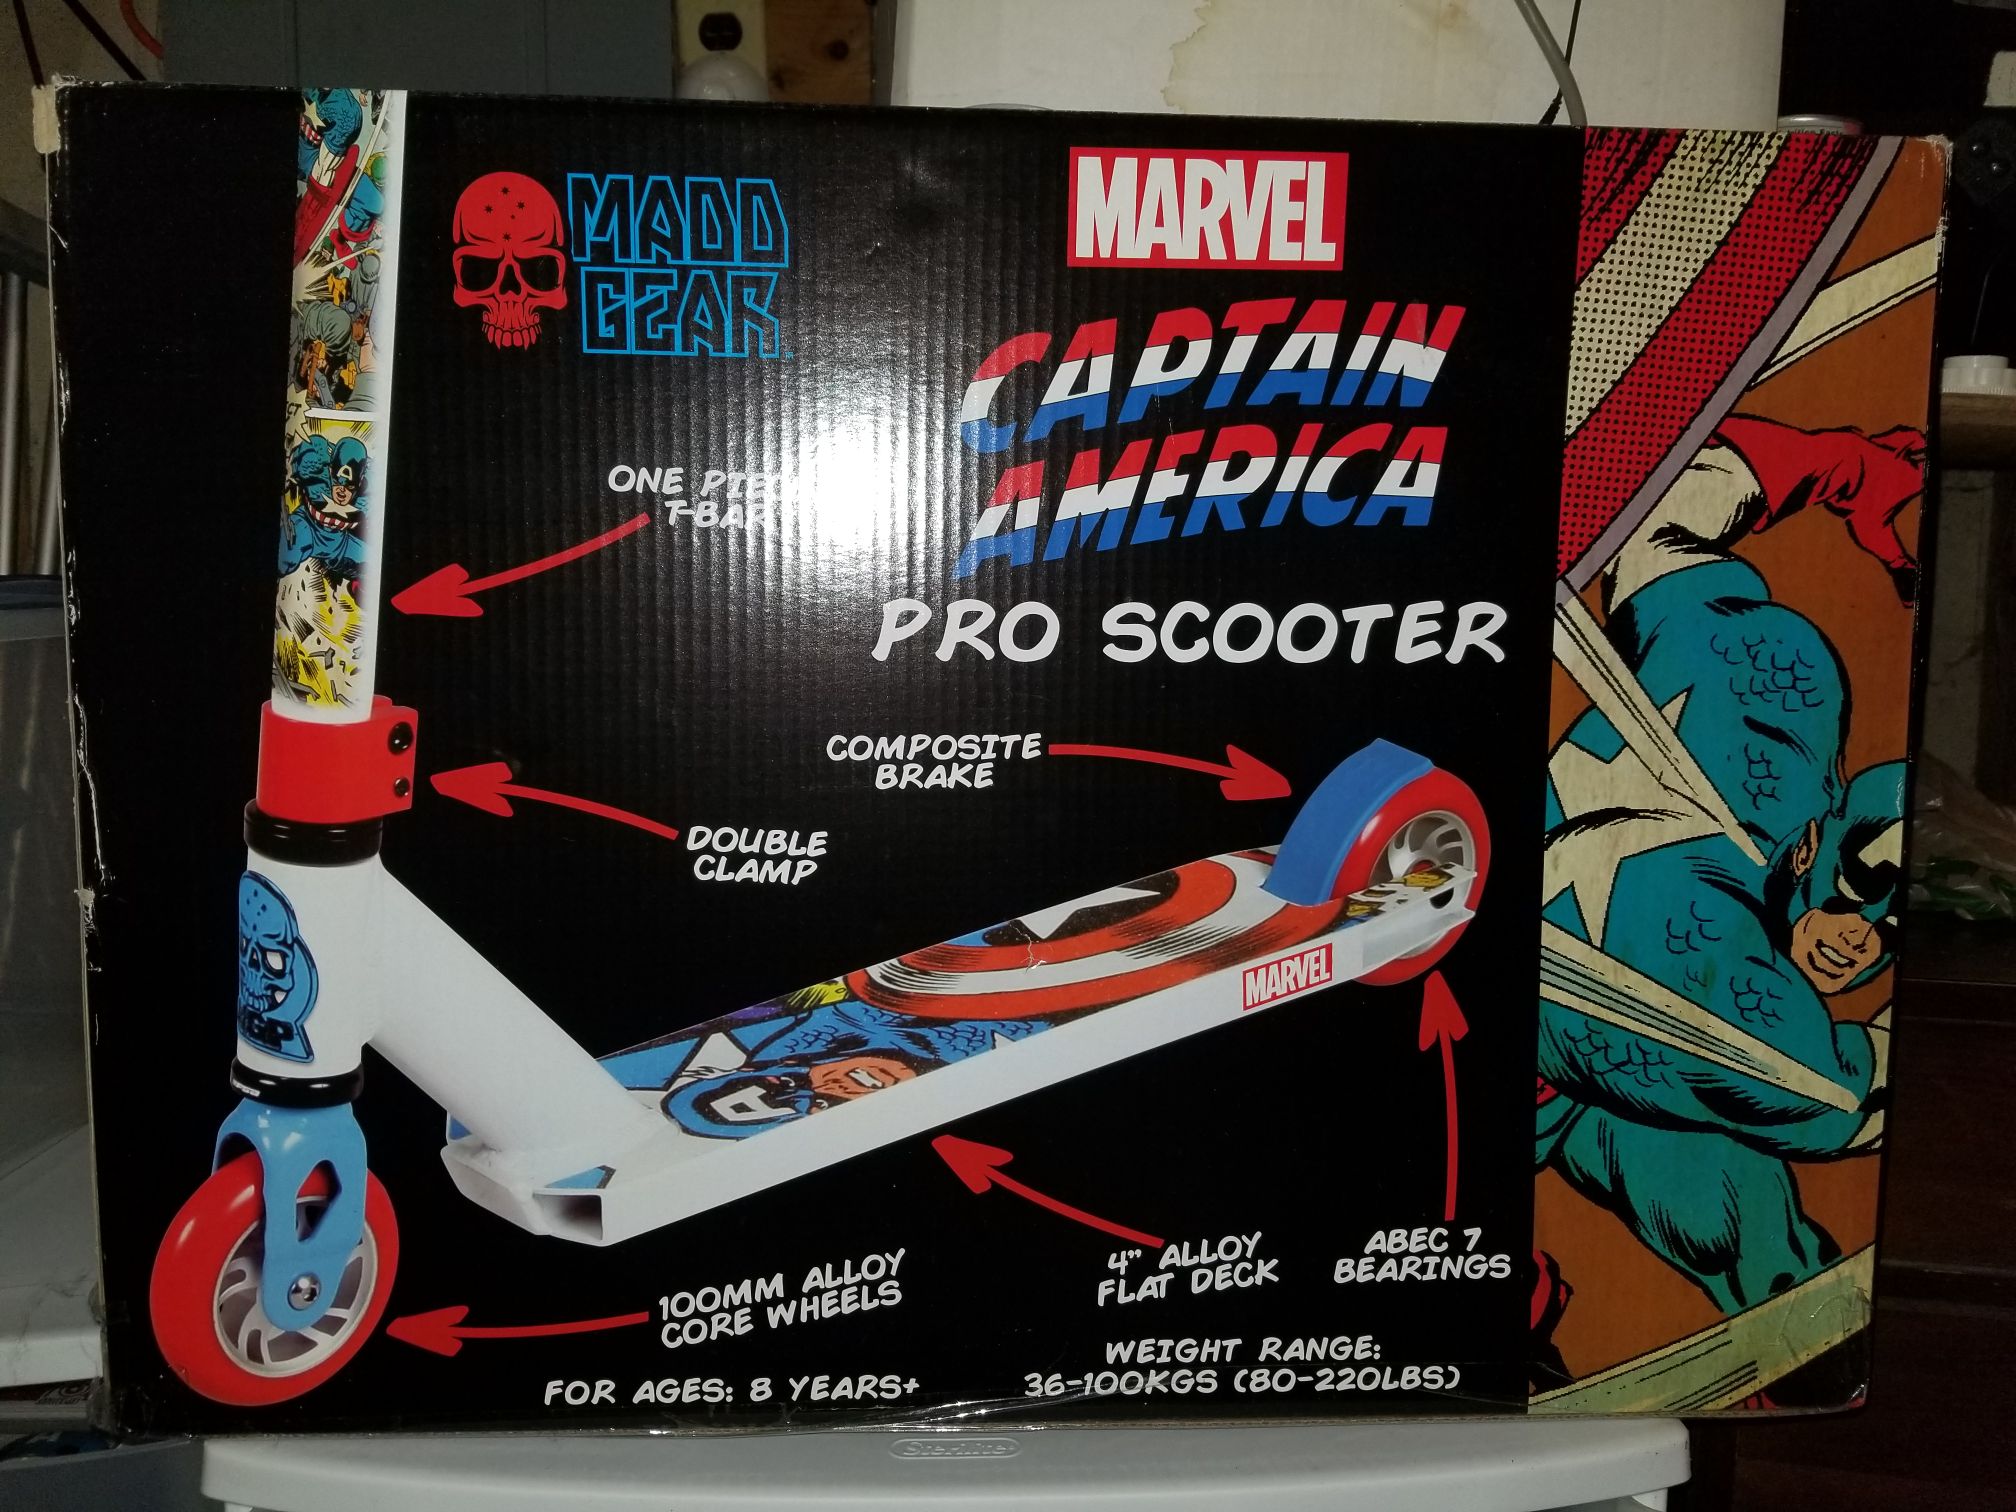 MADD
GEAR
MARVEL
CAPTAIN
AMERICA
PRO SCOOTER
ONE
T-BAR
COMPOSITE
BRAKE
DOUBLE
CLAMP
A
MARVEL
A
100MM ALLOY
CORE WHEELS
4" ALLOY
FLAT DECK
ABEC 7
BEARINGS
FOR AGES: 8 YEARS+
WEIGHT RANGE:
36-100KGS (80-220LBS)
Sterilite